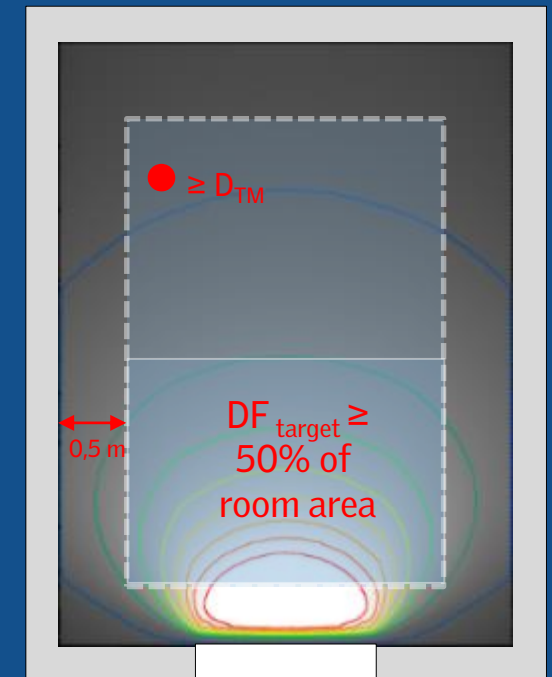 ≥ D_TM
DF target ≥
0,5 m
50% of
room area